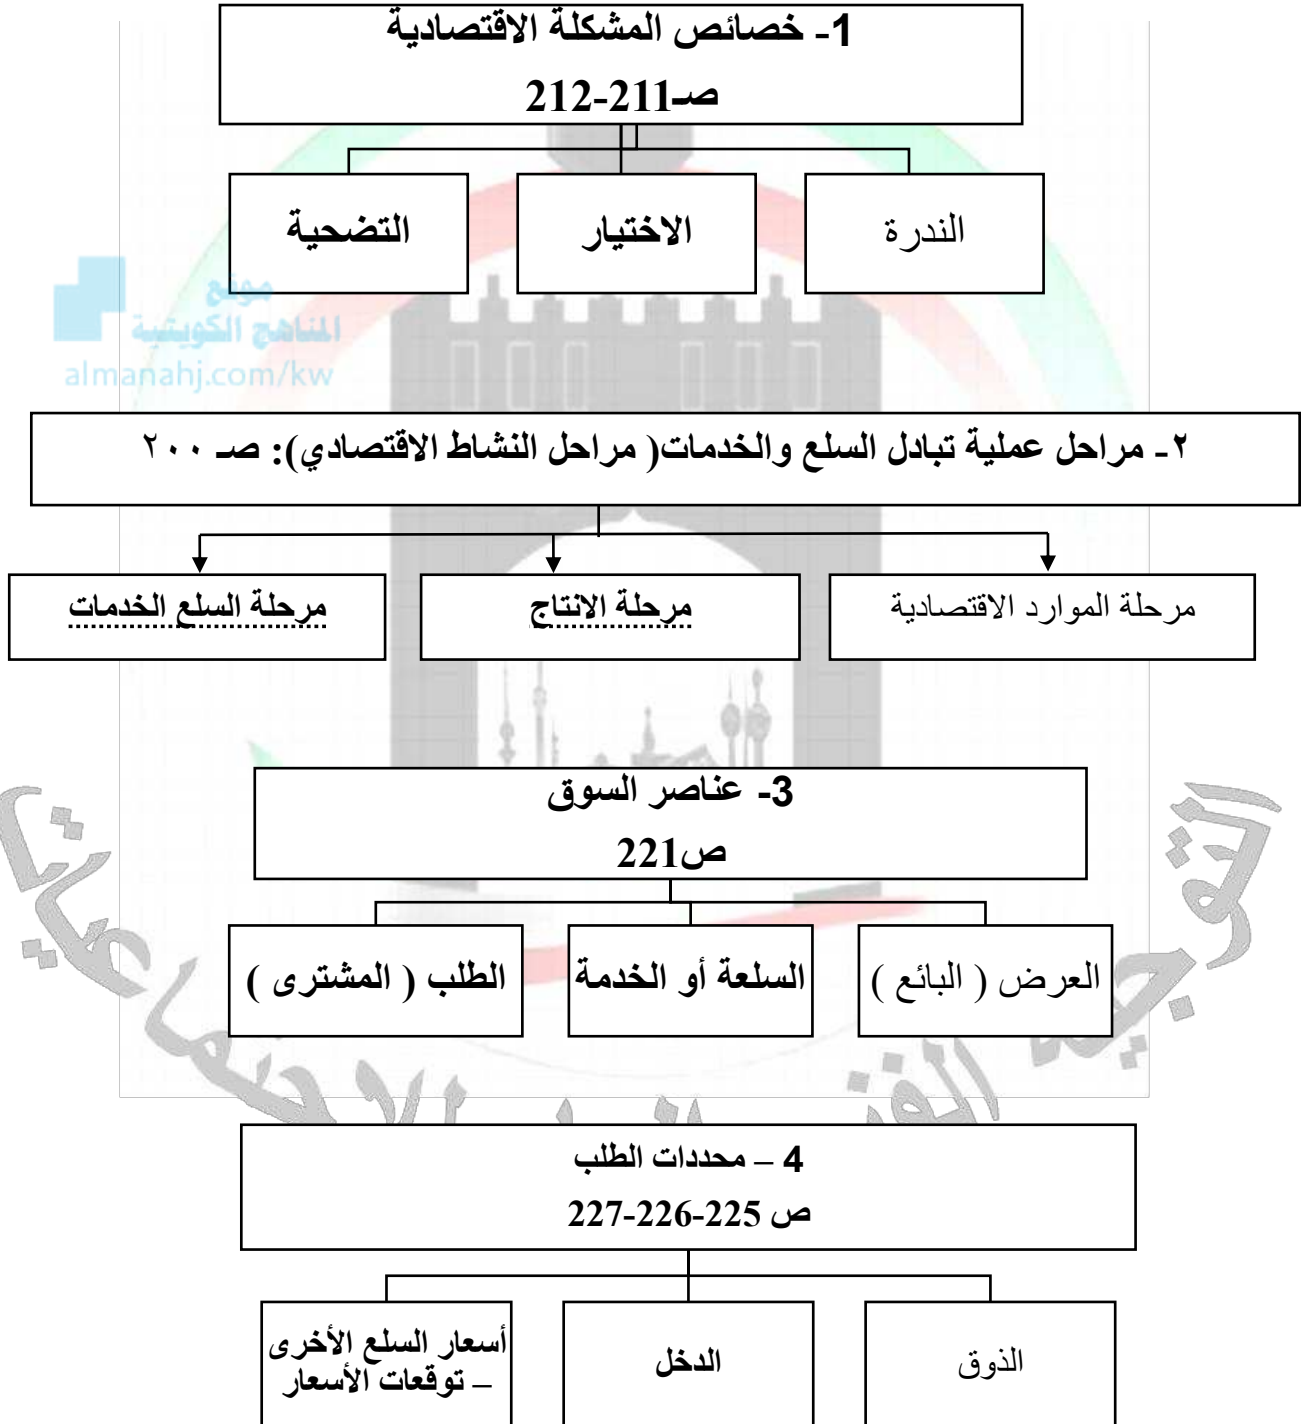 1- خصائص المشكلة الاقتصادية
صـ211-212
الندرة
الاختيار
التضحية
موقع
المناهج الكويتية
almanahj.com/kw
٢- مراحل عملية تبادل السلع والخدمات( مراحل النشاط الاقتصادي): صـ ٢٠٠
مرحلة الموارد الاقتصادية
مرحلة الانتاج
مرحلة السلع الخدمات
3- عناصر السوق
ص221
العرض ( البائع )
السلعة أو الخدمة
الطلب ( المشترى )
4 – محددات الطلب
ص 225-226-227
الذوق
الدخل
أسعار السلع الأخرى
– توقعات الأسعار